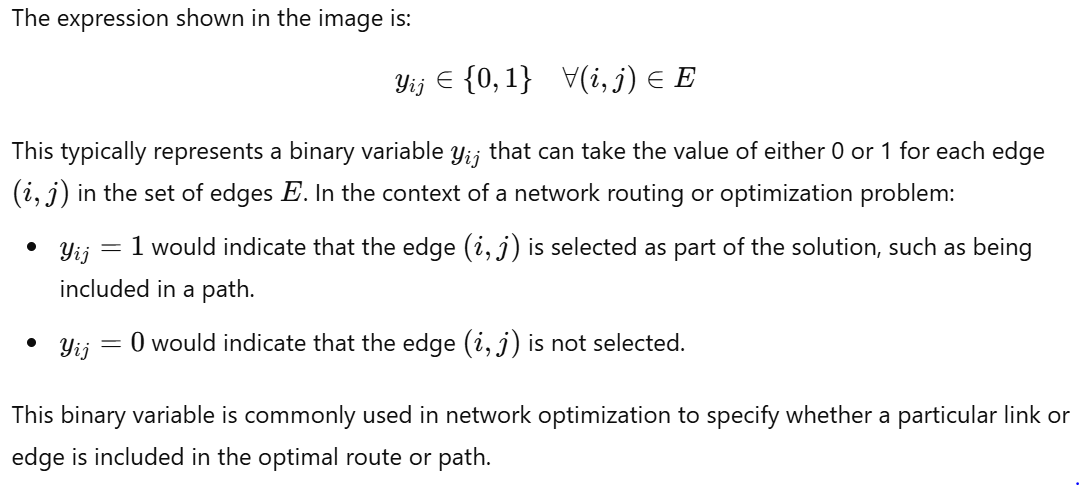 The expression shown in the image is:
y_{ij} ∈ {0, 1}   ∀(i, j) ∈ E
This typically represents a binary variable y_{ij} that can take the value of either 0 or 1 for each edge
(i, j) in the set of edges E. In the context of a network routing or optimization problem:
• y_{ij} = 1 would indicate that the edge (i, j) is selected as part of the solution, such as being
included in a path.
• y_{ij} = 0 would indicate that the edge (i, j) is not selected.
This binary variable is commonly used in network optimization to specify whether a particular link or
edge is included in the optimal route or path.